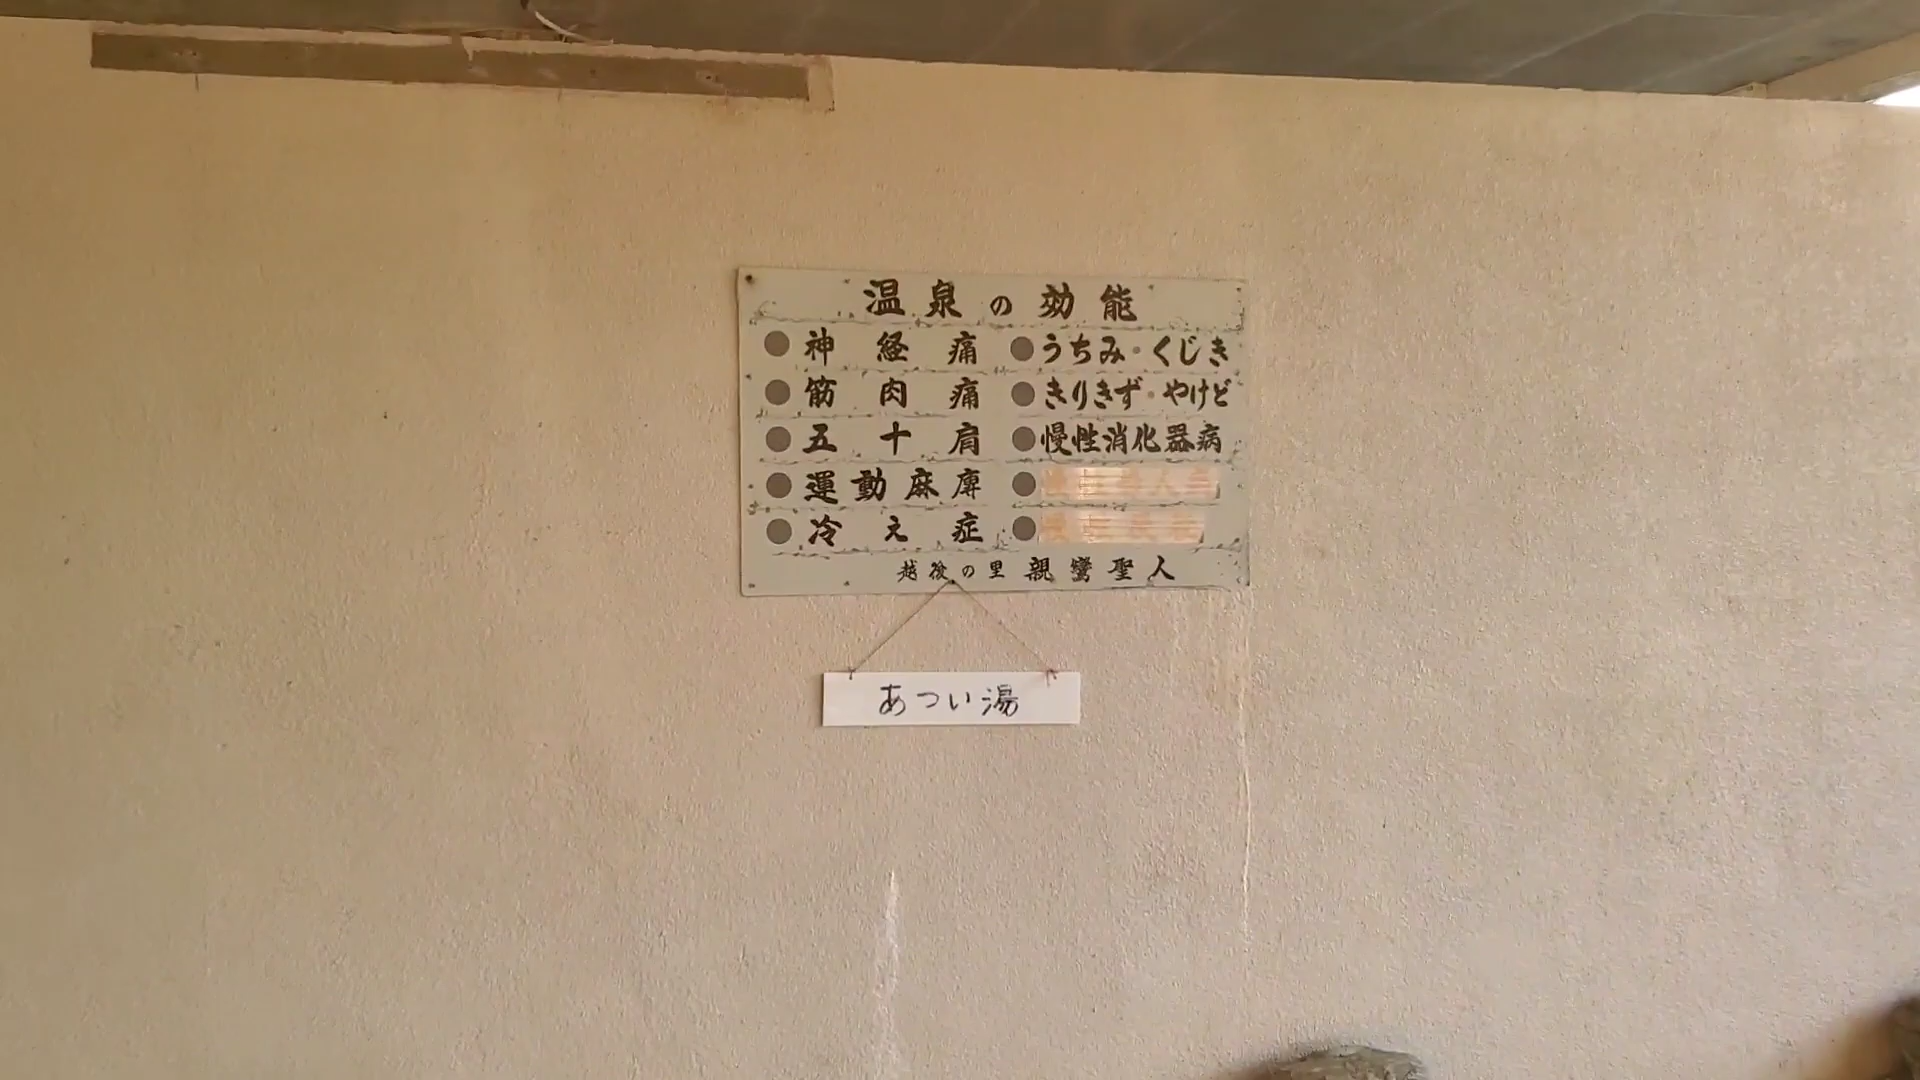 温泉の効能
●神経痛 ●うちみ・くじき
●筋肉痛 ●きりきず・やけど
●五十肩 ●慢性消化器病
●運動麻痺 ●
●冷え症 ●
越後の里 親鸞聖人
あつい湯